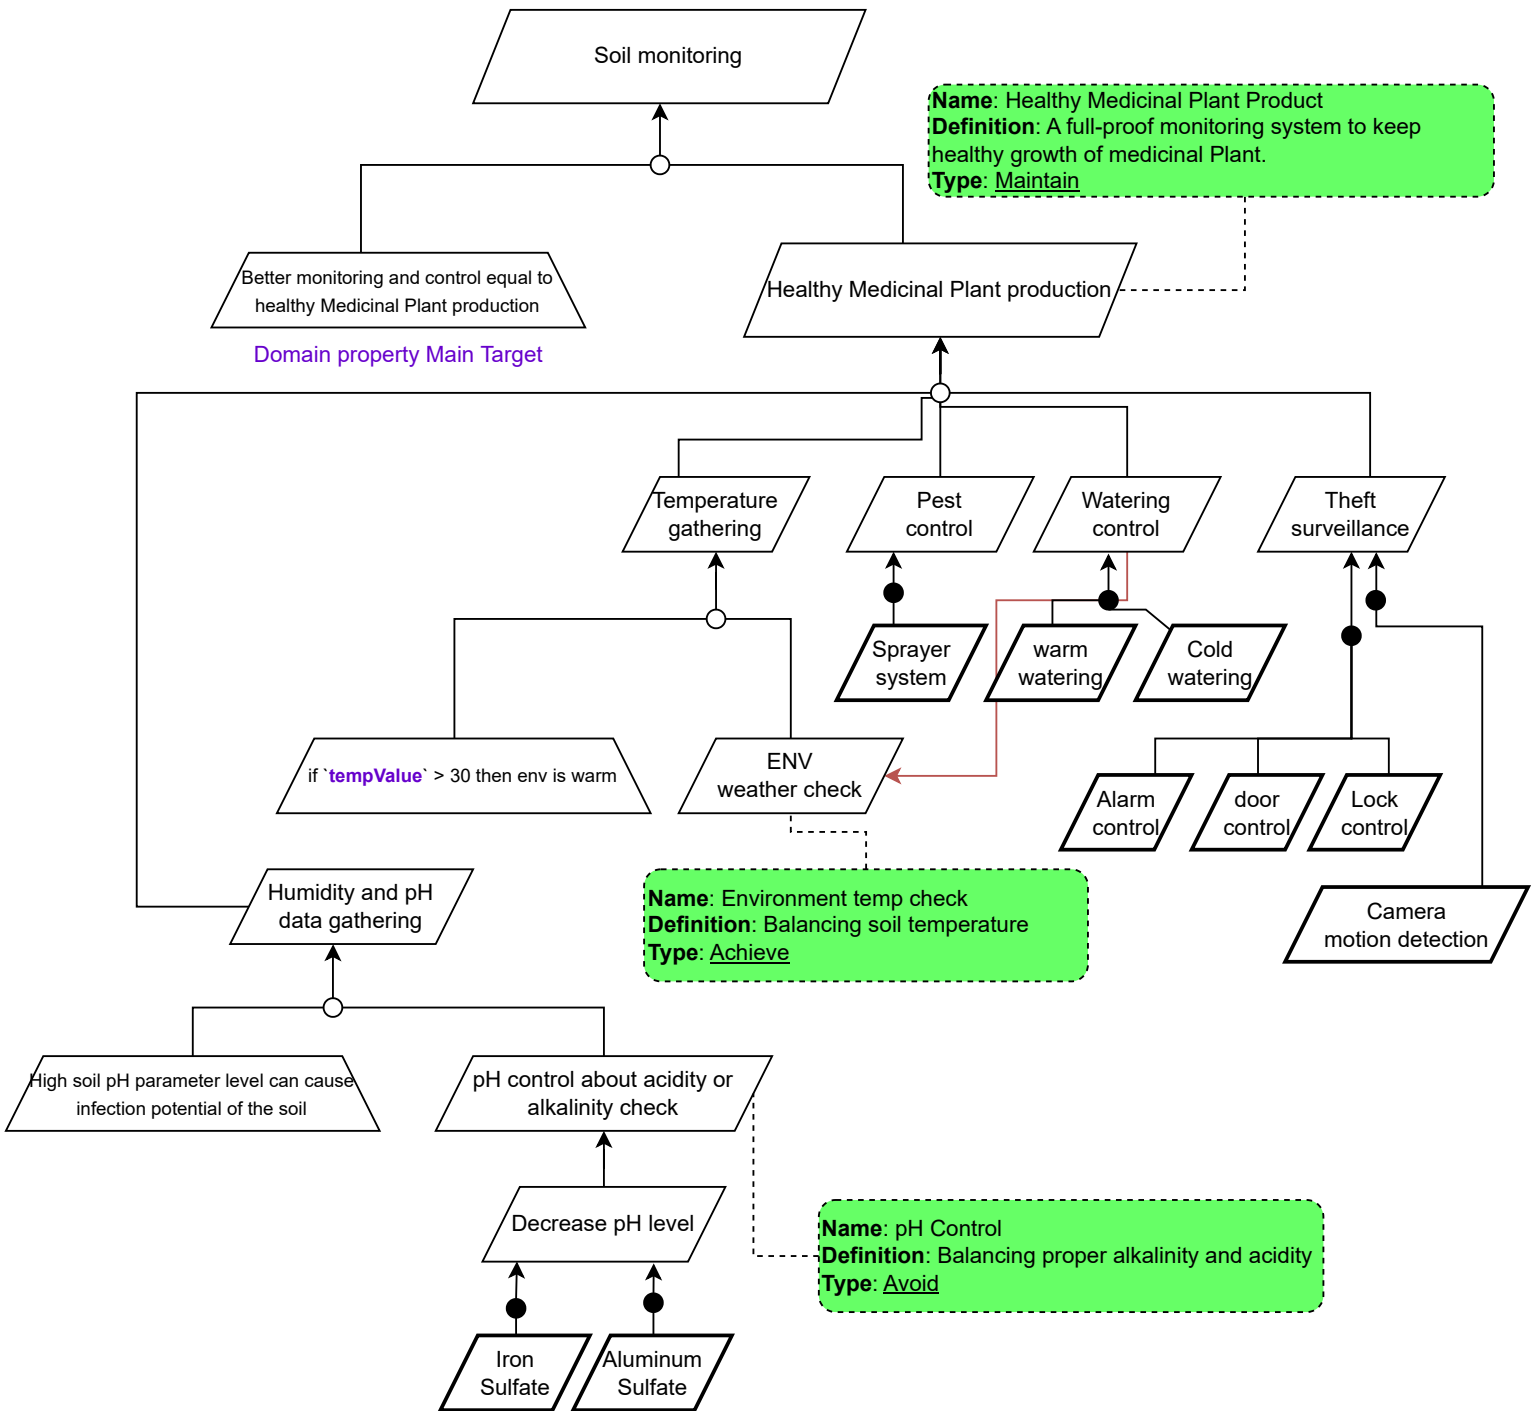 Soil monitoring
Name: Healthy Medicinal Plant Product
Definition: A full-proof monitoring system to keep
healthy growth of medicinal Plant.
Type: Maintain
Better monitoring and control equal to
healthy Medicinal Plant production
Domain property Main Target
Healthy Medicinal Plant production
Temperature
gathering
Pest
control
Watering
control
Theft
surveillance
Sprayer
system
warm
watering
Cold
watering
if `tempValue` > 30 then env is warm
ENV
weather check
Alarm
control
door
control
Lock
control
Humidity and pH
data gathering
Name: Environment temp check
Definition: Balancing soil temperature
Type: Achieve
Camera
motion detection
High soil pH parameter level can cause
infection potential of the soil
pH control about acidity or
alkalinity check
Decrease pH level
Name: pH Control
Definition: Balancing proper alkalinity and acidity
Type: Avoid
Iron
Sulfate
Aluminum
Sulfate